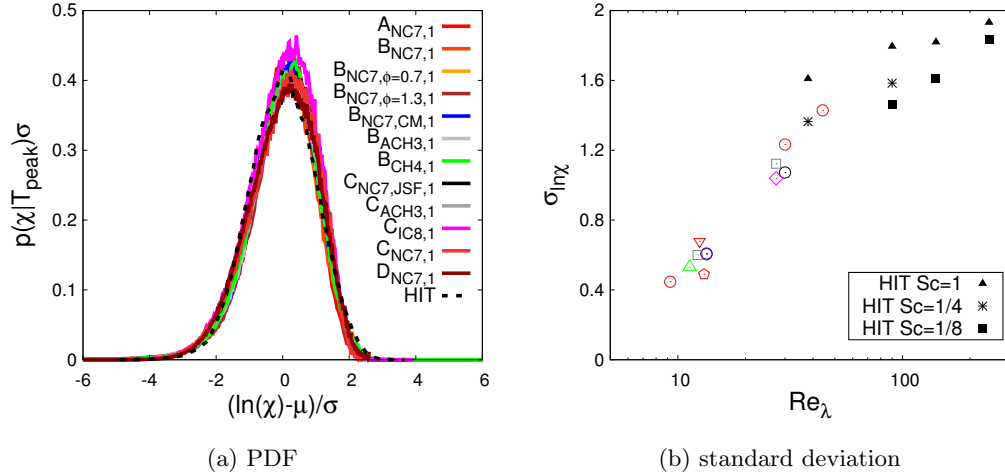 0.5
0.4
0.3
0.2
0.1
0
-6
-4
-2
0
2
4
6
p(χ|T_peak)σ
(ln(χ)-μ)/σ
A_NC7,1
B_NC7,1
B_NC7,ϕ=0.7,1
B_NC7,ϕ=1.3,1
B_NC7,CM,1
B_ACH3,1
B_CH4,1
C_NC7,JSF,1
C_ACH3,1
C_IC8,1
C_NC7,1
D_NC7,1
HIT
(a) PDF
2
1.6
1.2
0.8
0.4
0
10
100
σ_lnχ
Re_λ
HIT Sc=1
HIT Sc=1/4
HIT Sc=1/8
(b) standard deviation